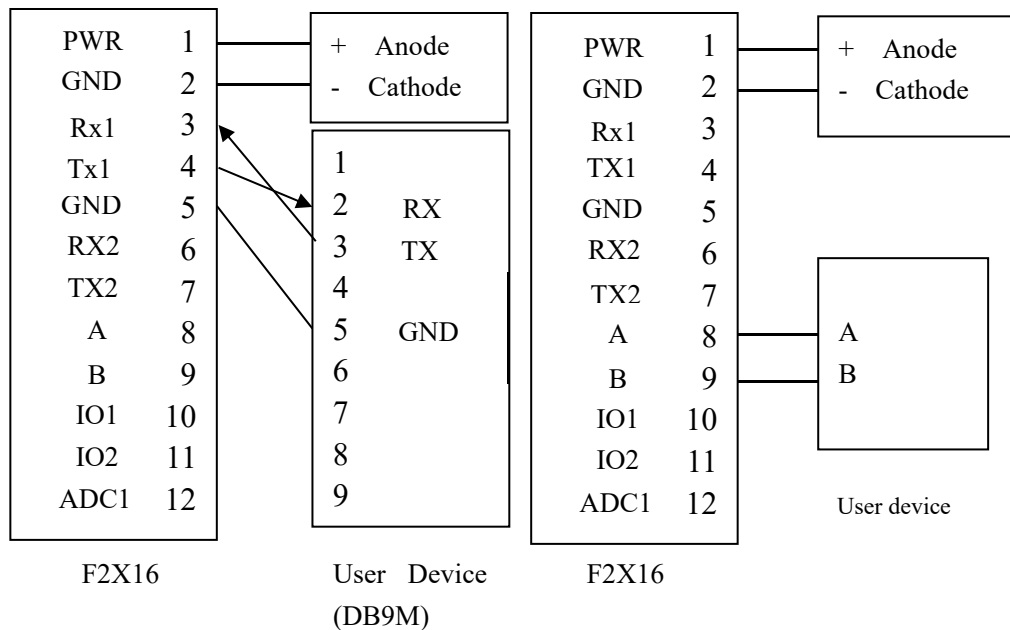 PWR 1
GND 2
Rx1 3
Tx1 4
GND 5
RX2 6
TX2 7
A 8
B 9
IO1 10
IO2 11
ADC1 12
F2X16
+ Anode
- Cathode
1
2 RX
3 TX
4
5 GND
6
7
8
9
User Device
(DB9M)
PWR 1
GND 2
Rx1 3
TX1 4
GND 5
RX2 6
TX2 7
A 8
B 9
IO1 10
IO2 11
ADC1 12
F2X16
+ Anode
- Cathode
A
B
User device